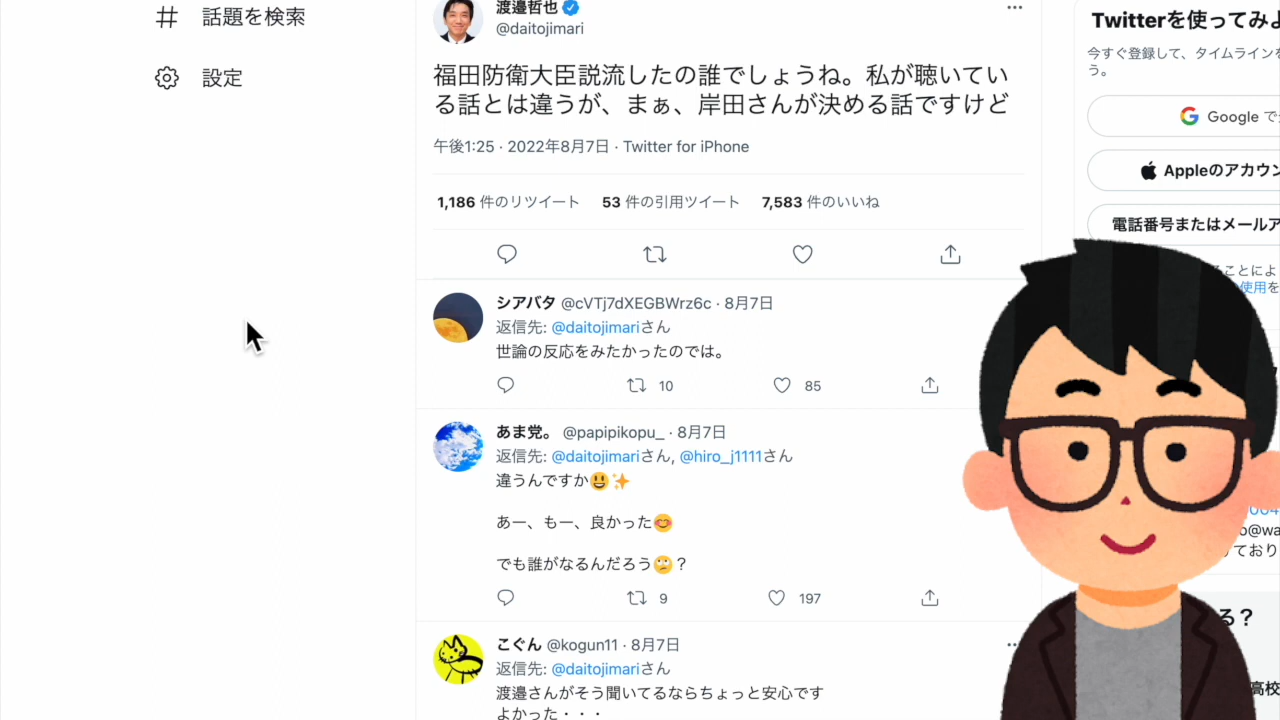 話題を検索
設定
渡邉哲也
@daitojimari
福田防衛大臣説流したの誰でしょうね。私が聴いてい
る話とは違うが、まぁ、岸田さんが決める話ですけど
午後1:25 · 2022年8月7日 · Twitter for iPhone
1,186 件のリツイート 53 件の引用ツイート 7,583 件のいいね
シアバタ @cVTj7dXEGBWrz6c · 8月7日
返信先: @daitojimariさん
世論の反応をみたかったのでは。
10 85
あま党。 @papipikopu_ · 8月7日
返信先: @daitojimariさん, @hiro_j1111さん
違うんですか😃✨
あー、もー、良かった😊
でも誰がなるんだろう🙄？
9 197
こぐん @kogun11 · 8月7日
返信先: @daitojimariさん
渡邉さんがそう聞いてるならちょっと安心です
よかった・・・
Twitterを使ってみよ
今すぐ登録して、タイムライン
う。
Google で
Appleのアカウン
電話番号またはメールア
ることによ
使用を
o@wa
ており
る？
高校